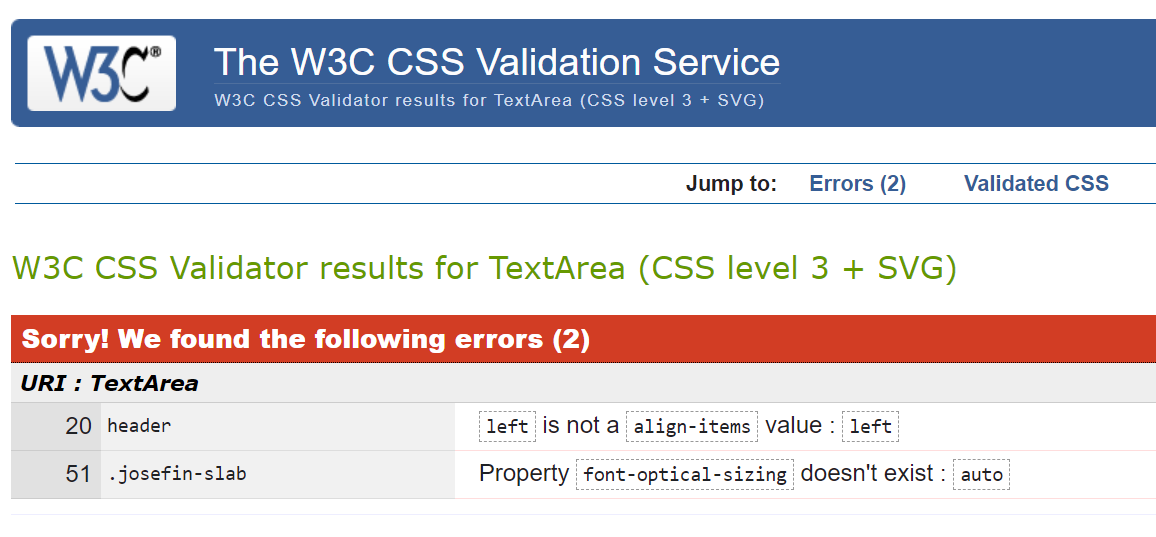 W3C®
The W3C CSS Validation Service
W3C CSS Validator results for TextArea (CSS level 3 + SVG)
Jump to: Errors (2) Validated CSS
W3C CSS Validator results for TextArea (CSS level 3 + SVG)
Sorry! We found the following errors (2)
URI : TextArea
20 header left is not a align-items value : left
51 .josefin-slab Property font-optical-sizing doesn't exist : auto